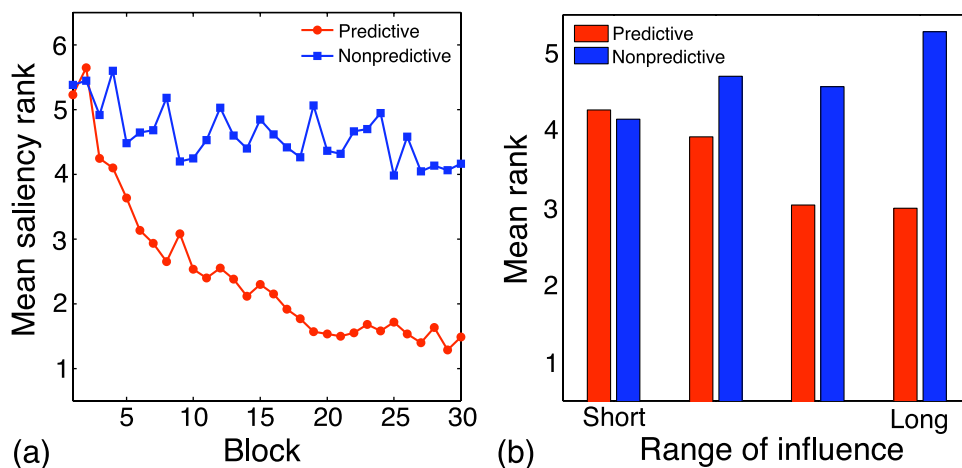 Mean saliency rank
6
5
4
3
2
1
Predictive
Nonpredictive
5 10 15 20 25 30
Block
(a)
Mean rank
5
4
3
2
1
Predictive
Nonpredictive
Short Long
Range of influence
(b)